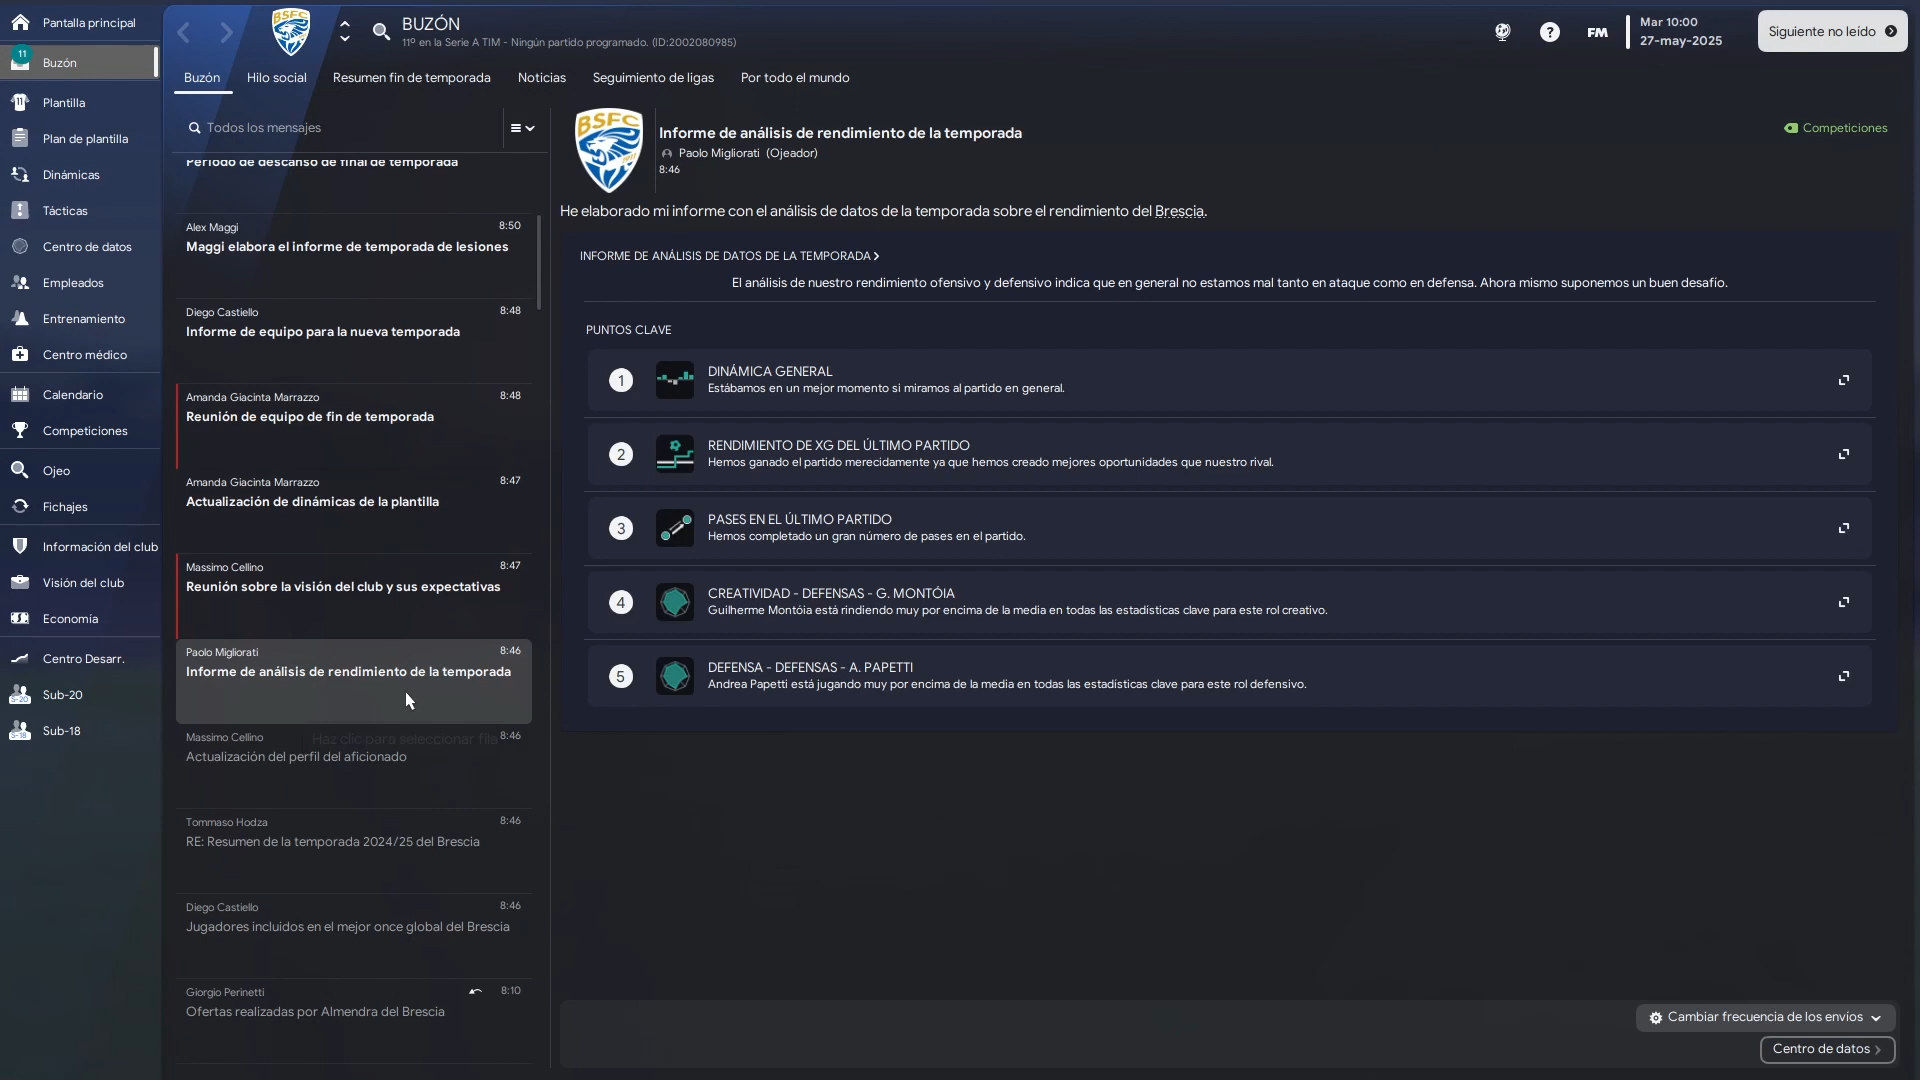 Pantalla principal
11
Buzón
Plantilla
Plan de plantilla
Dinámicas
Tácticas
Centro de datos
Empleados
Entrenamiento
Centro médico
Calendario
Competiciones
Ojeo
Fichajes
Información del club
Visión del club
Economía
Centro Desarr.
Sub-20
Sub-18
BSFC
BUZÓN
11º en la Serie A TIM - Ningún partido programado. (ID:2002080985)
FM
Mar 10:00
27-may-2025
Siguiente no leído
Buzón
Hilo social
Resumen fin de temporada
Noticias
Seguimiento de ligas
Por todo el mundo
Todos los mensajes
Período de descanso de final de temporada
Alex Maggi 8:50
Maggi elabora el informe de temporada de lesiones
Diego Castiello 8:48
Informe de equipo para la nueva temporada
Amanda Giacinta Marrazzo 8:48
Reunión de equipo de fin de temporada
Amanda Giacinta Marrazzo 8:47
Actualización de dinámicas de la plantilla
Massimo Cellino 8:47
Reunión sobre la visión del club y sus expectativas
Paolo Migliorati 8:46
Informe de análisis de rendimiento de la temporada
Haz clic para seleccionar fila
Massimo Cellino 8:46
Actualización del perfil del aficionado
Tommaso Hodza 8:46
RE: Resumen de la temporada 2024/25 del Brescia
Diego Castiello 8:46
Jugadores incluidos en el mejor once global del Brescia
Giorgio Perinetti 8:10
Ofertas realizadas por Almendra del Brescia
BSFC
Informe de análisis de rendimiento de la temporada
Paolo Migliorati (Ojeador)
8:46
Competiciones
He elaborado mi informe con el análisis de datos de la temporada sobre el rendimiento del Brescia.
INFORME DE ANÁLISIS DE DATOS DE LA TEMPORADA >
El análisis de nuestro rendimiento ofensivo y defensivo indica que en general no estamos mal tanto en ataque como en defensa. Ahora mismo suponemos un buen desafío.
PUNTOS CLAVE
1
DINÁMICA GENERAL
Estábamos en un mejor momento si miramos al partido en general.
2
RENDIMIENTO DE XG DEL ÚLTIMO PARTIDO
Hemos ganado el partido merecidamente ya que hemos creado mejores oportunidades que nuestro rival.
3
PASES EN EL ÚLTIMO PARTIDO
Hemos completado un gran número de pases en el partido.
4
CREATIVIDAD - DEFENSAS - G. MONTÓIA
Guilherme Montóia está rindiendo muy por encima de la media en todas las estadísticas clave para este rol creativo.
5
DEFENSA - DEFENSAS - A. PAPETTI
Andrea Papetti está jugando muy por encima de la media en todas las estadísticas clave para este rol defensivo.
Cambiar frecuencia de los envíos
Centro de datos >